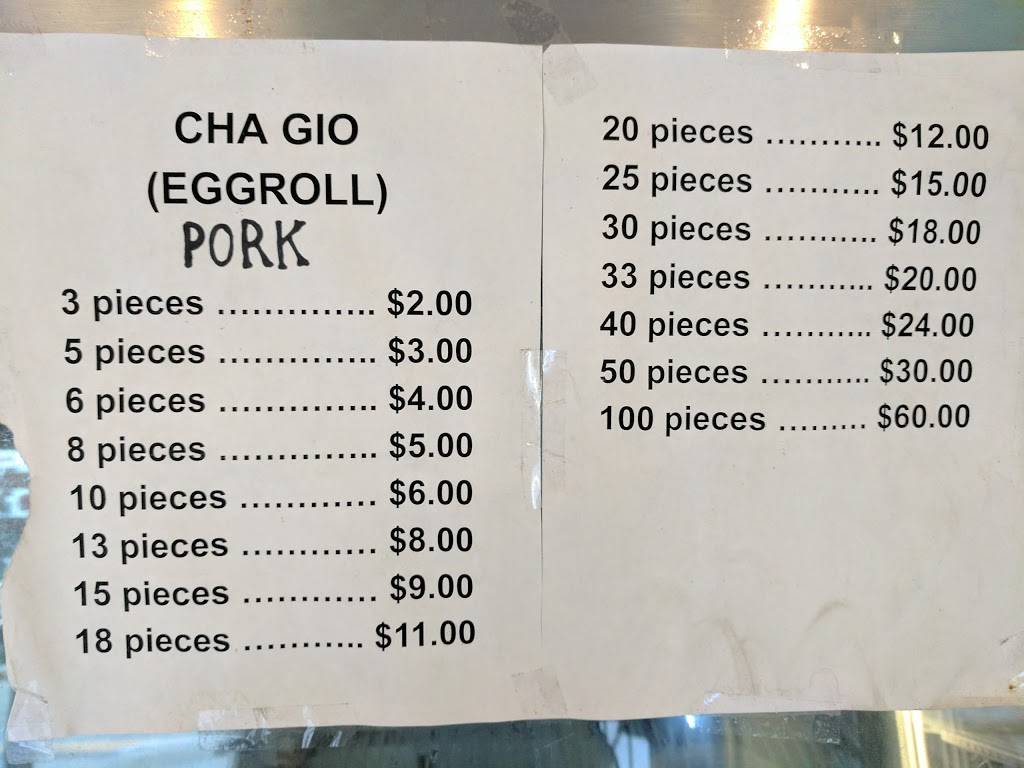 CHA GIO
(EGGROLL)
PORK
3 pieces .............. $2.00
5 pieces .............. $3.00
6 pieces .............. $4.00
8 pieces .............. $5.00
10 pieces ............ $6.00
13 pieces ............ $8.00
15 pieces ............ $9.00
18 pieces ........... $11.00
20 pieces ........... $12.00
25 pieces ........... $15.00
30 pieces ........... $18.00
33 pieces ........... $20.00
40 pieces ........... $24.00
50 pieces ........... $30.00
100 pieces ......... $60.00